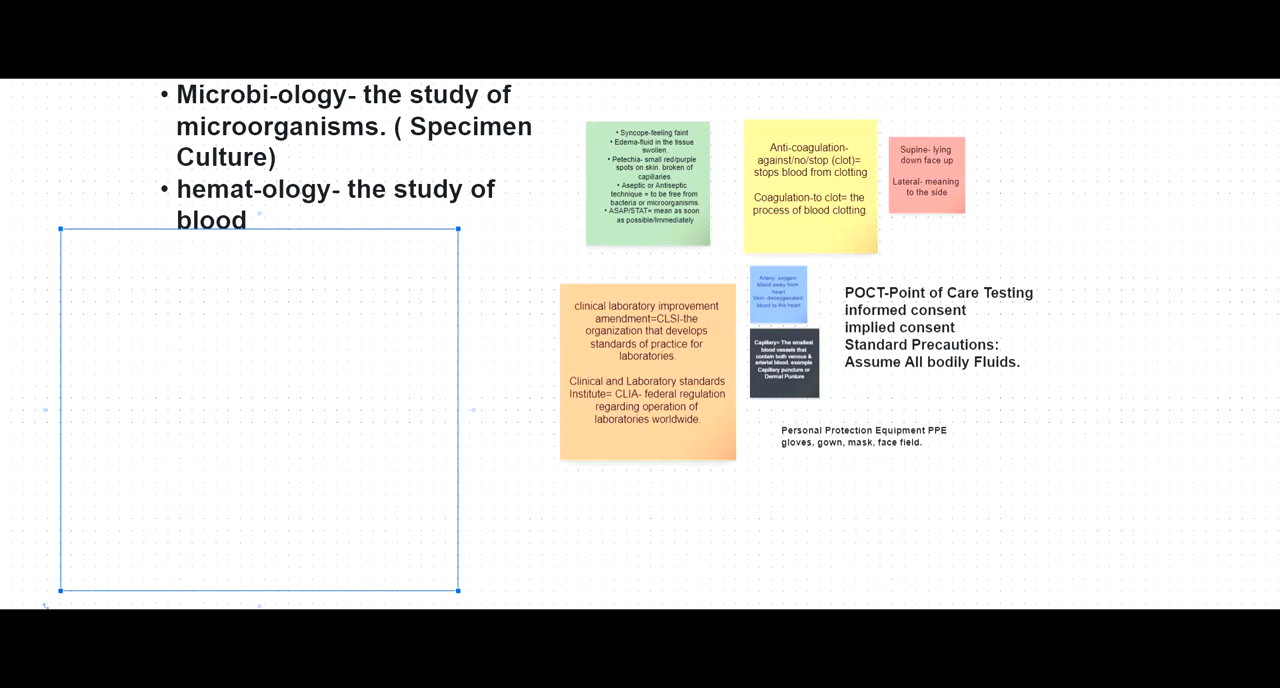 • Microbi-ology- the study of
microorganisms. ( Specimen
Culture)
• hemat-ology- the study of
blood
• Syncope-feeling faint
• Edema-fluid in the tissue
swollen.
• Petechia- small red/purple
spots on skin. broken of
capillaries.
• Aseptic or Antiseptic
technique = to be free from
bacteria or microorganisms.
• ASAP/STAT= mean as soon
as possible/Immediately
Anti-coagulation-
against/no/stop (clot)=
stops blood from clotting
Coagulation-to clot= the
process of blood clotting.
Supine- lying
down face up
Lateral- meaning
to the side
clinical laboratory improvement
amendment=CLSI-the
organization that develops
standards of practice for
laboratories.
Clinical and Laboratory standards
Institute= CLIA- federal regulation
regarding operation of
laboratories worldwide.
Artery- oxygen
blood away from
heart
Vein- deoxygenated
blood to the heart
Capillary= The smallest
blood vessels that
contain both venous &
arterial blood. example
Capillary puncture or
Dermal Punture
POCT-Point of Care Testing
informed consent
implied consent
Standard Precautions:
Assume All bodily Fluids.
Personal Protection Equipment PPE
gloves, gown, mask, face field.